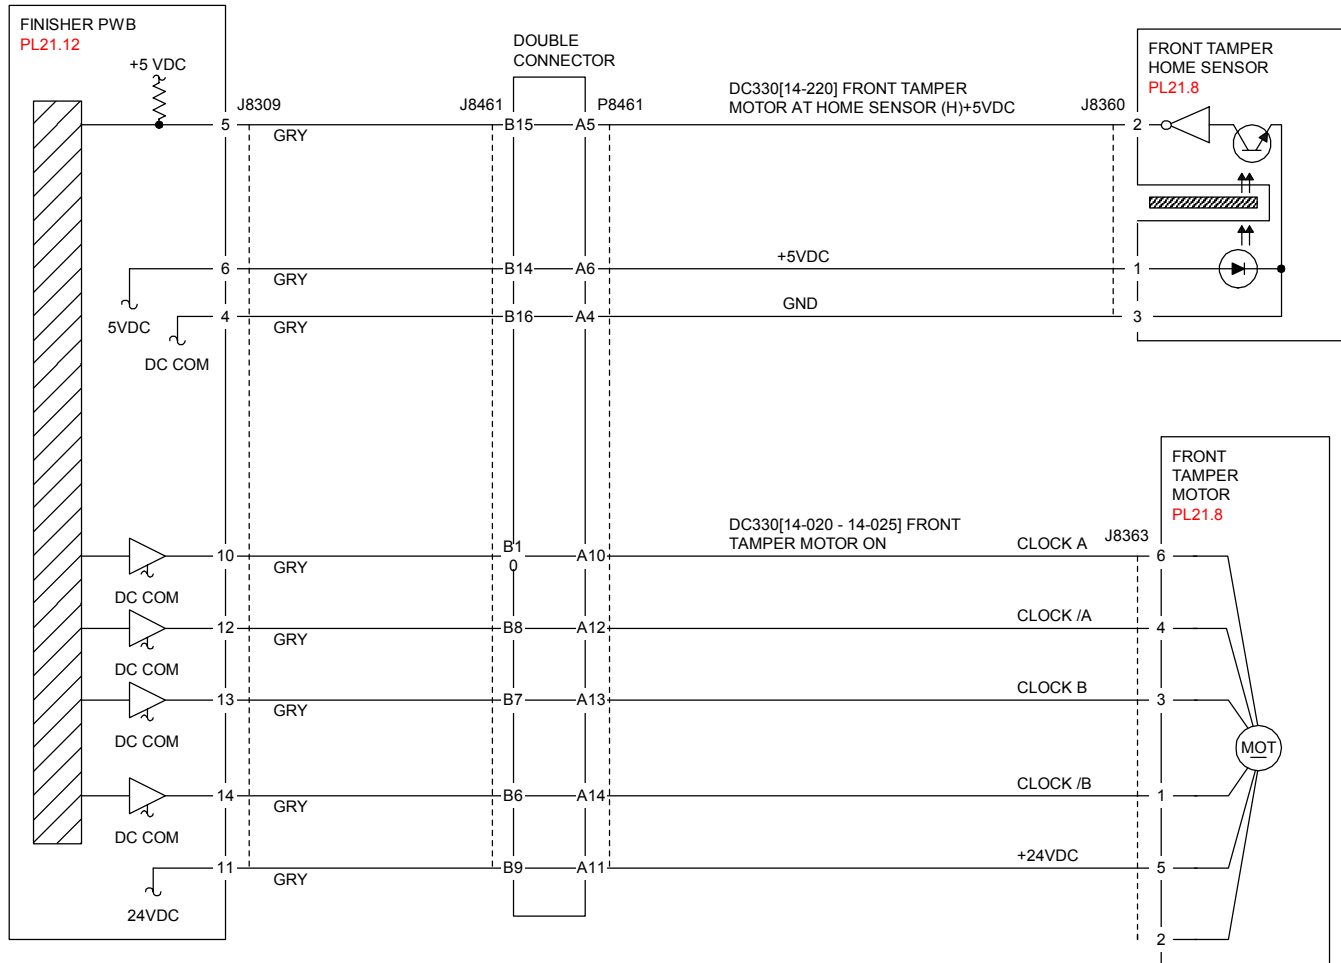 FINISHER PWB
PL21.12
+5 VDC
DOUBLE
CONNECTOR
FRONT TAMPER
HOME SENSOR
PL21.8
DC330[14-220] FRONT TAMPER
MOTOR AT HOME SENSOR (H)+5VDC
J8309
J8461
P8461
J8360
5
GRY
B15
A5
2
6
GRY
B14
A6
+5VDC
1
5VDC
4
GRY
B16
A4
GND
3
DC COM
FRONT
TAMPER
MOTOR
PL21.8
DC330[14-020 - 14-025] FRONT
TAMPER MOTOR ON
CLOCK A
J8363
10
GRY
B1
0
A10
6
DC COM
12
GRY
B8
A12
CLOCK /A
4
DC COM
13
GRY
B7
A13
CLOCK B
3
DC COM
MOT
14
GRY
B6
A14
CLOCK /B
1
DC COM
11
GRY
B9
A11
+24VDC
5
24VDC
2